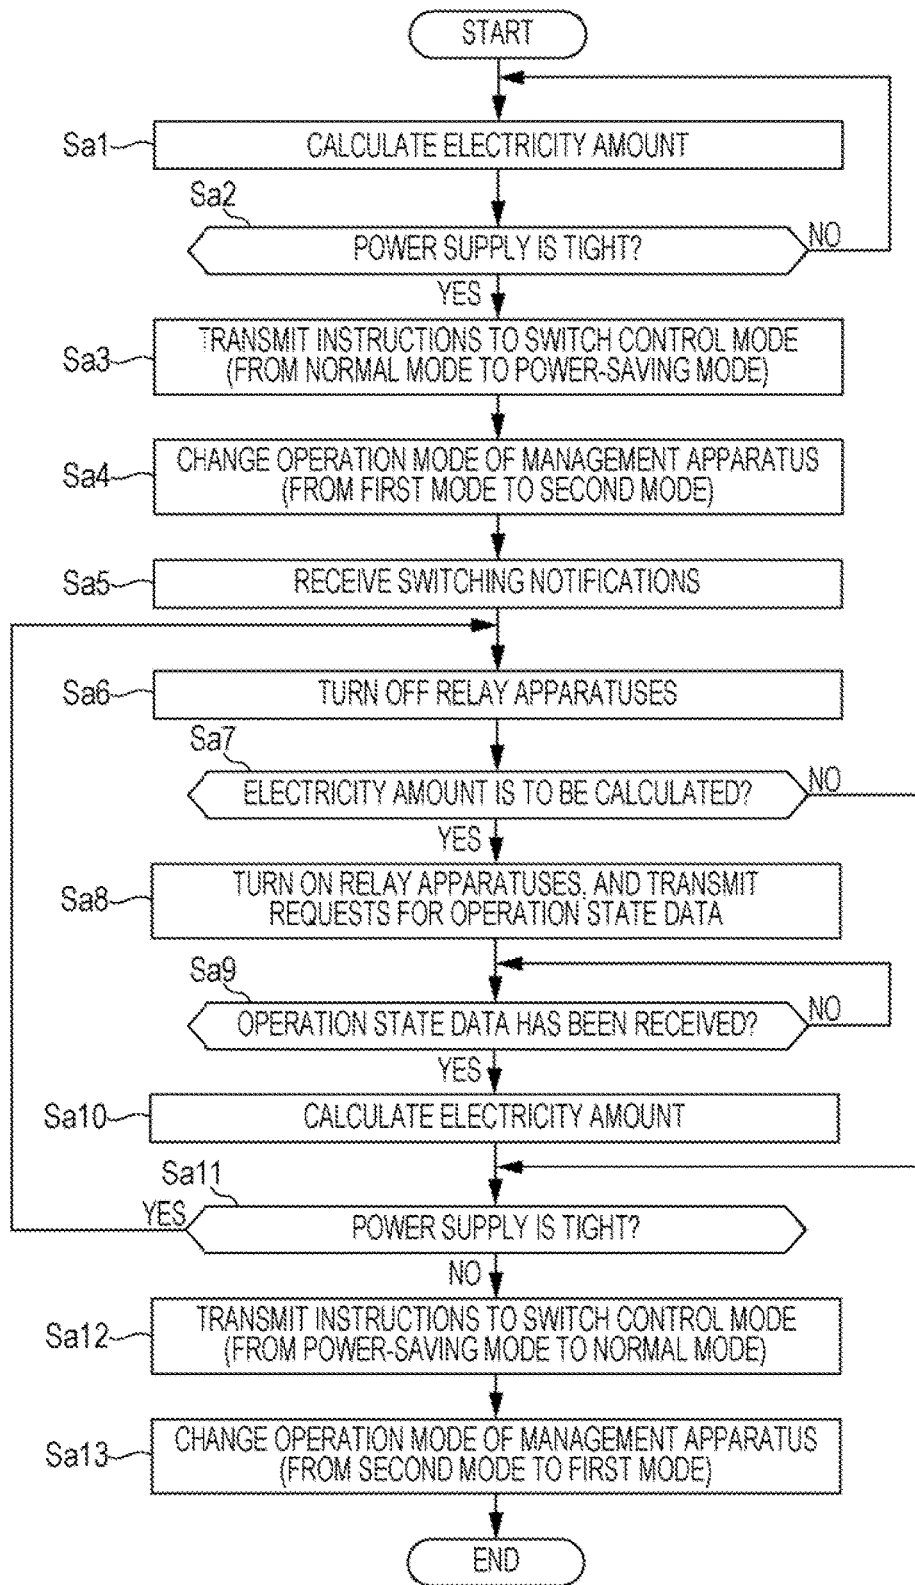 START
Sa1
CALCULATE ELECTRICITY AMOUNT
Sa2
POWER SUPPLY IS TIGHT?
NO
YES
Sa3
TRANSMIT INSTRUCTIONS TO SWITCH CONTROL MODE
(FROM NORMAL MODE TO POWER-SAVING MODE)
Sa4
CHANGE OPERATION MODE OF MANAGEMENT APPARATUS
(FROM FIRST MODE TO SECOND MODE)
Sa5
RECEIVE SWITCHING NOTIFICATIONS
Sa6
TURN OFF RELAY APPARATUSES
Sa7
ELECTRICITY AMOUNT IS TO BE CALCULATED?
NO
YES
Sa8
TURN ON RELAY APPARATUSES, AND TRANSMIT
REQUESTS FOR OPERATION STATE DATA
Sa9
OPERATION STATE DATA HAS BEEN RECEIVED?
NO
YES
Sa10
CALCULATE ELECTRICITY AMOUNT
Sa11
YES
POWER SUPPLY IS TIGHT?
NO
Sa12
TRANSMIT INSTRUCTIONS TO SWITCH CONTROL MODE
(FROM POWER-SAVING MODE TO NORMAL MODE)
Sa13
CHANGE OPERATION MODE OF MANAGEMENT APPARATUS
(FROM SECOND MODE TO FIRST MODE)
END